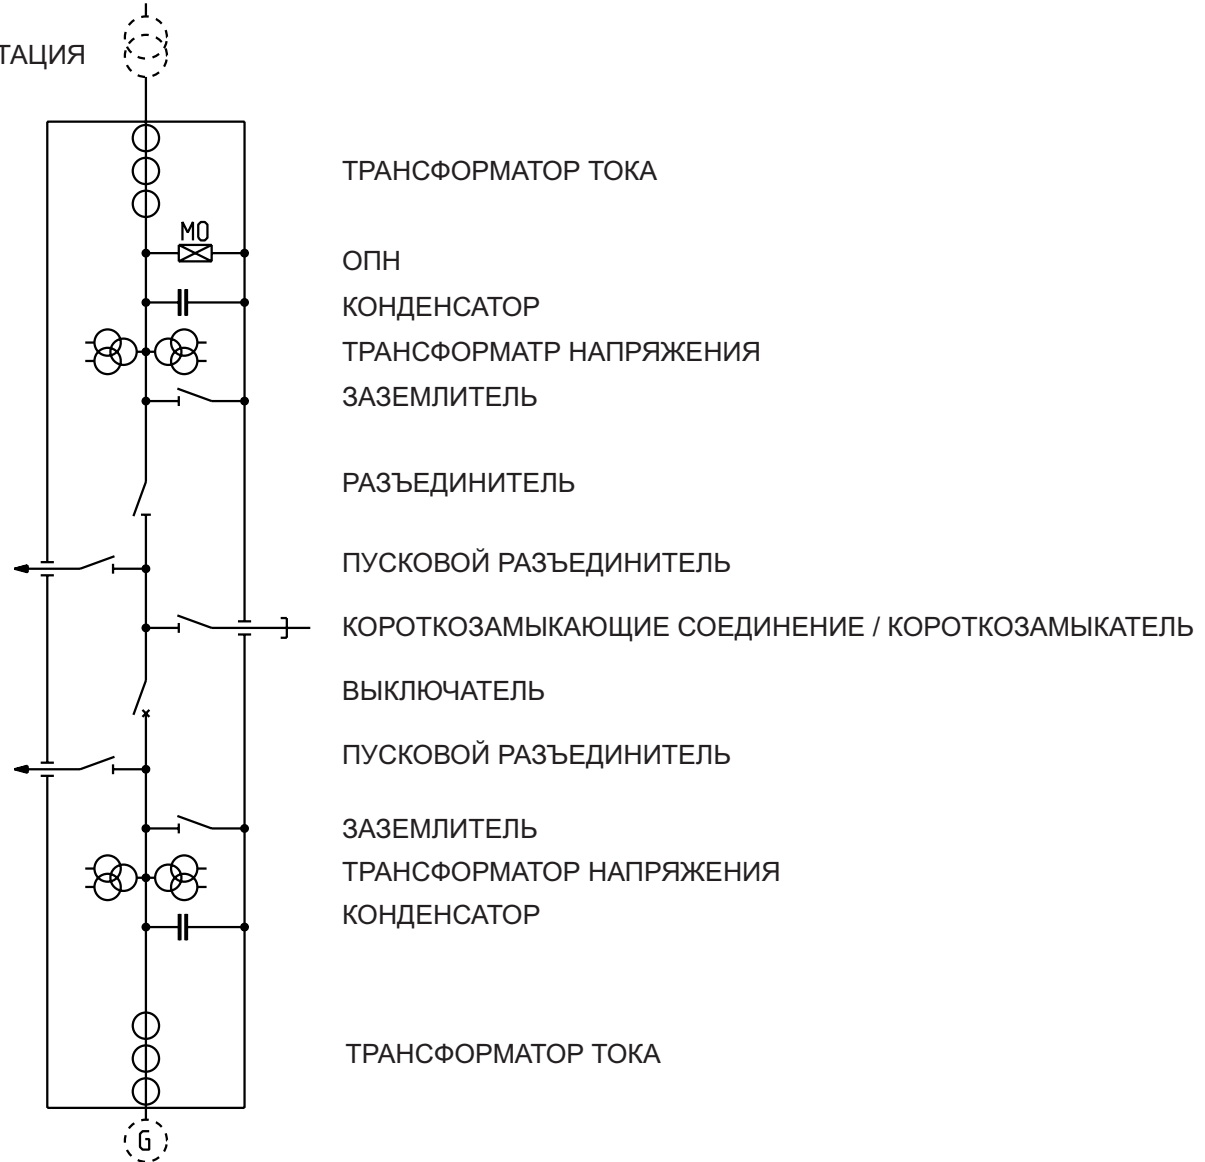 ТАЦИЯ
ТРАНСФОРМАТОР ТОКА
MO
ОПН
КОНДЕНСАТОР
ТРАНСФОРМАТР НАПРЯЖЕНИЯ
ЗАЗЕМЛИТЕЛЬ
РАЗЪЕДИНИТЕЛЬ
ПУСКОВОЙ РАЗЪЕДИНИТЕЛЬ
КОРОТКОЗАМЫКАЮЩИЕ СОЕДИНЕНИЕ / КОРОТКОЗАМЫКАТЕЛЬ
ВЫКЛЮЧАТЕЛЬ
ПУСКОВОЙ РАЗЪЕДИНИТЕЛЬ
ЗАЗЕМЛИТЕЛЬ
ТРАНСФОРМАТОР НАПРЯЖЕНИЯ
КОНДЕНСАТОР
ТРАНСФОРМАТОР ТОКА
G